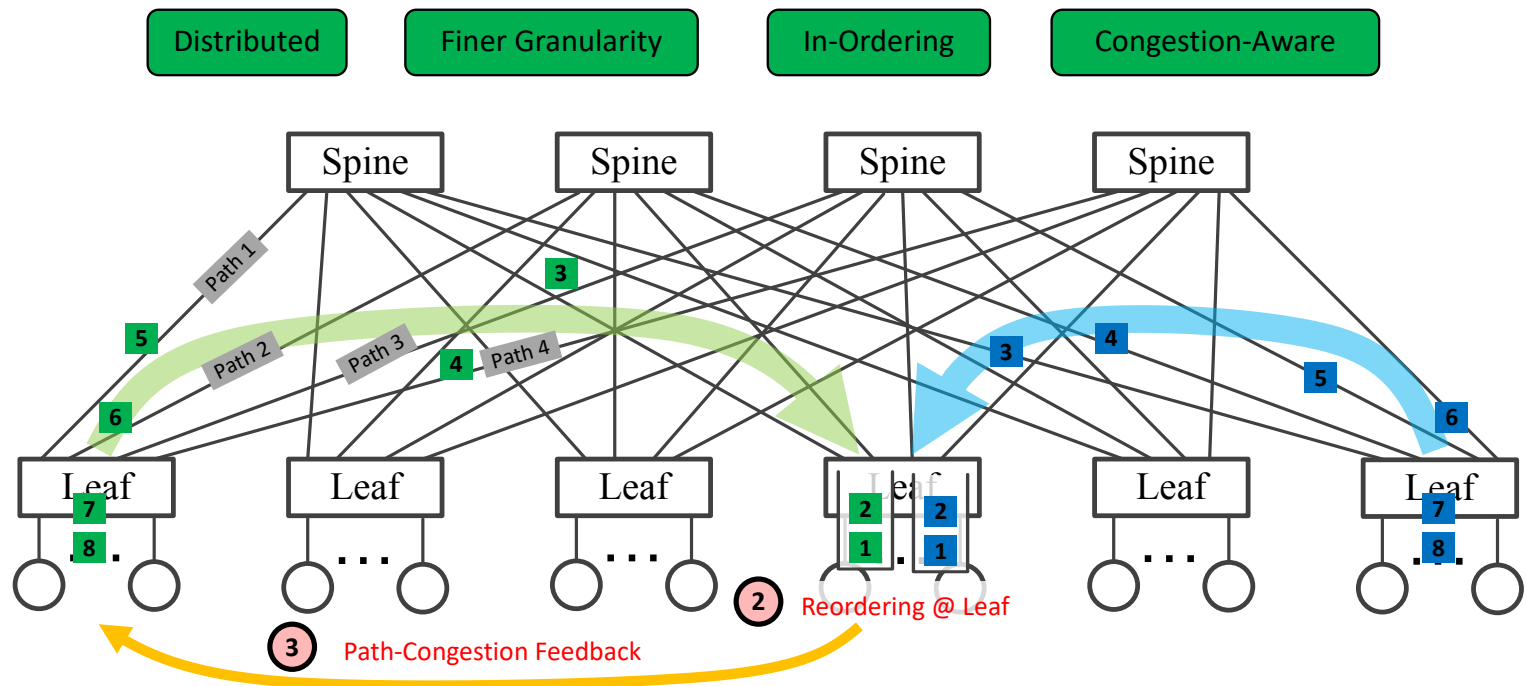 Distributed
Finer Granularity
In-Ordering
Congestion-Aware
Spine
Spine
Spine
Spine
Path 1
3
5
Path 2
Path 3
4
Path 4
3
4
5
6
6
Leaf
Leaf
Leaf
Leaf
Leaf
Leaf
7
2
2
7
8
...
...
1
1
...
8
2
Reordering @ Leaf
3
Path-Congestion Feedback